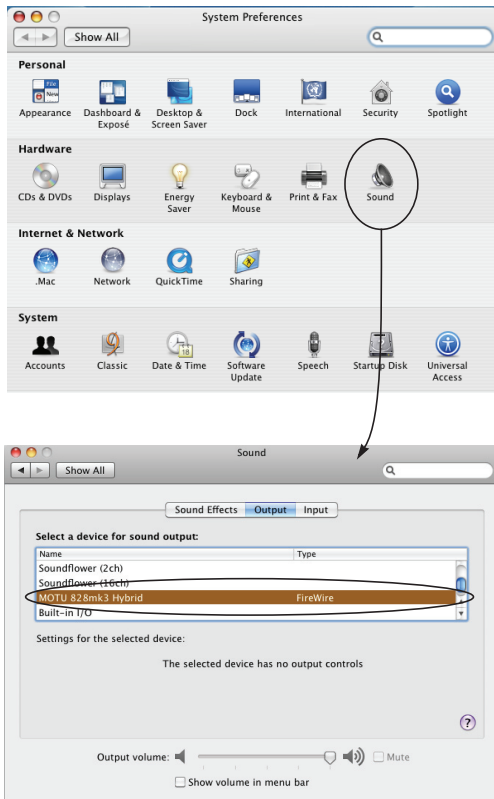 System Preferences
Show All
Personal
File
New
Appearance Dashboard & Exposé Desktop & Screen Saver Dock International Security Spotlight
Hardware
CDs & DVDs Displays Energy Saver Keyboard & Mouse Print & Fax Sound
Internet & Network
.Mac Network QuickTime Sharing
System
18
Accounts Classic Date & Time Software Update Speech Startup Disk Universal Access
Sound
Show All
Sound Effects Output Input
Select a device for sound output:
Name Type
Soundflower (2ch)
Soundflower (16ch)
MOTU 828mk3 Hybrid FireWire
Built-in I/O
Settings for the selected device:
The selected device has no output controls
?
Output volume: Mute
Show volume in menu bar